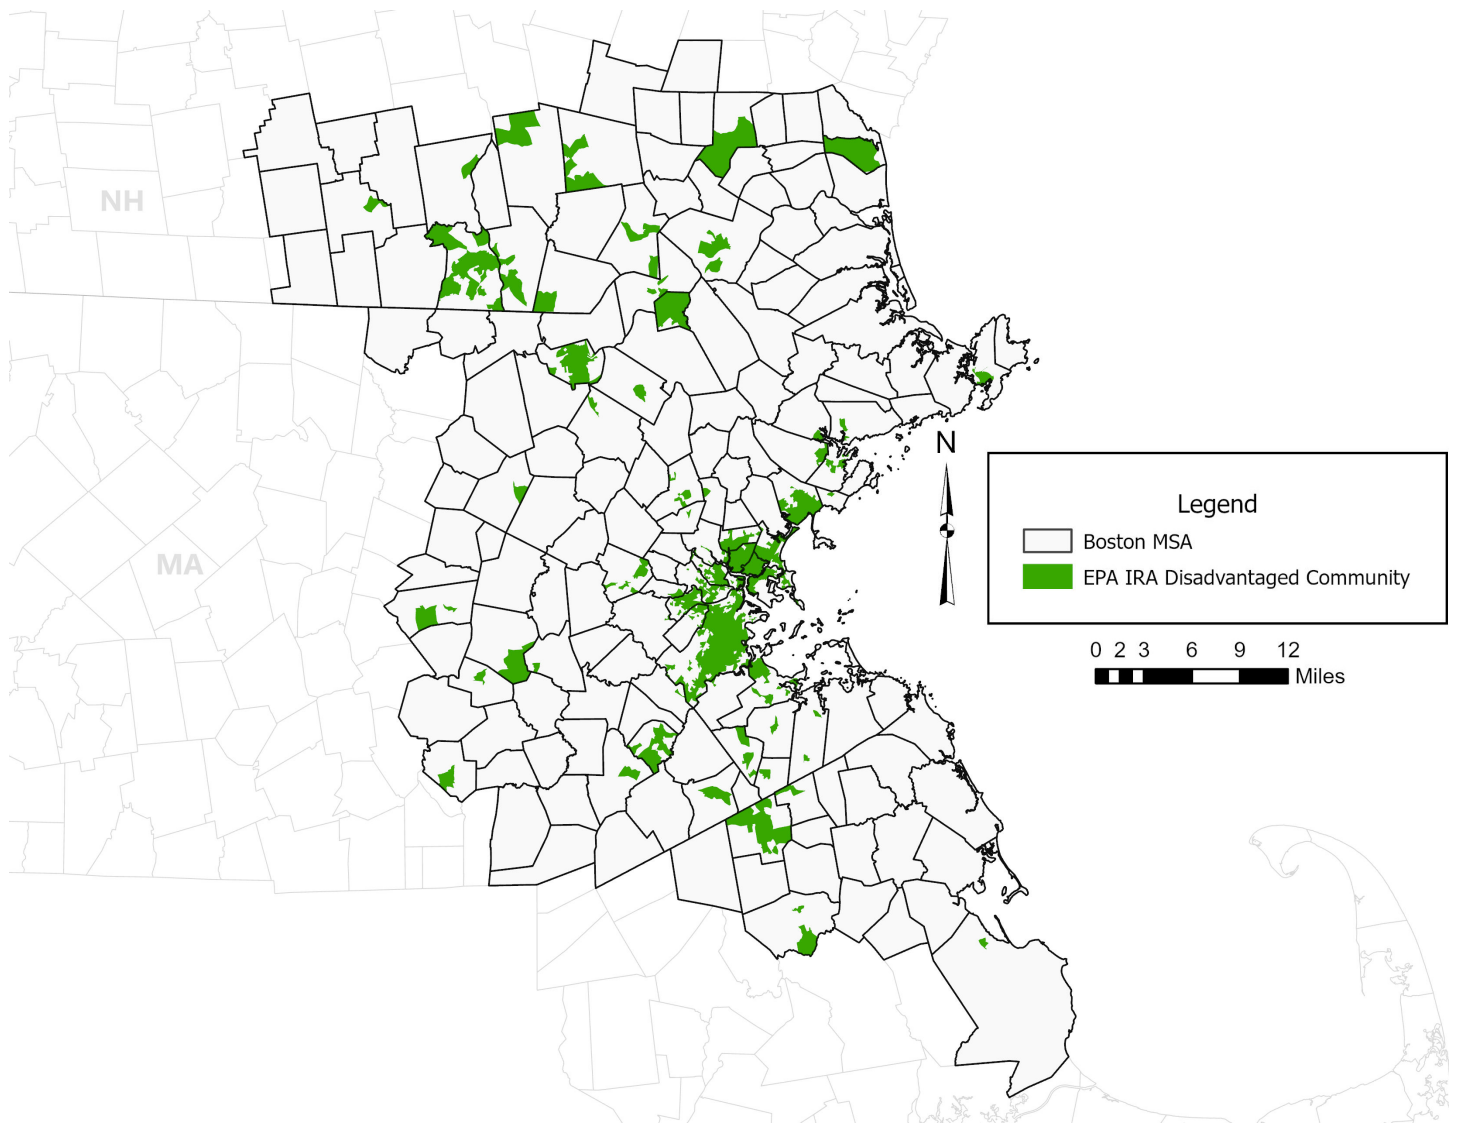 NH
MA
N
Legend
Boston MSA
EPA IRA Disadvantaged Community
0 2 3 6 9 12
Miles